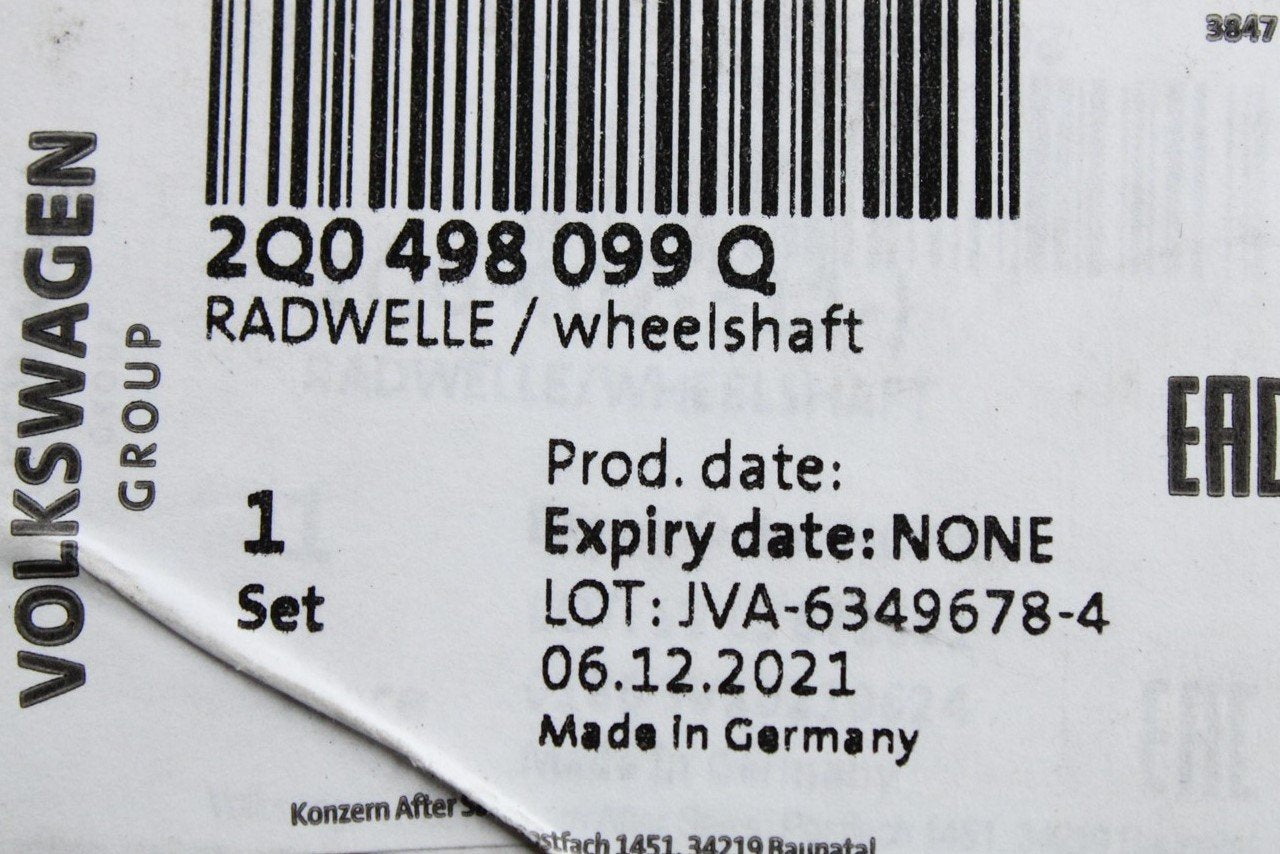 3847
VOLKSWAGEN
GROUP
2Q0 498 099 Q
RADWELLE / wheelshaft
EAC
1
Set
Prod. date:
Expiry date: NONE
LOT: JVA-6349678-4
06.12.2021
Made in Germany
Konzern After
1451, 34219 Baunatal